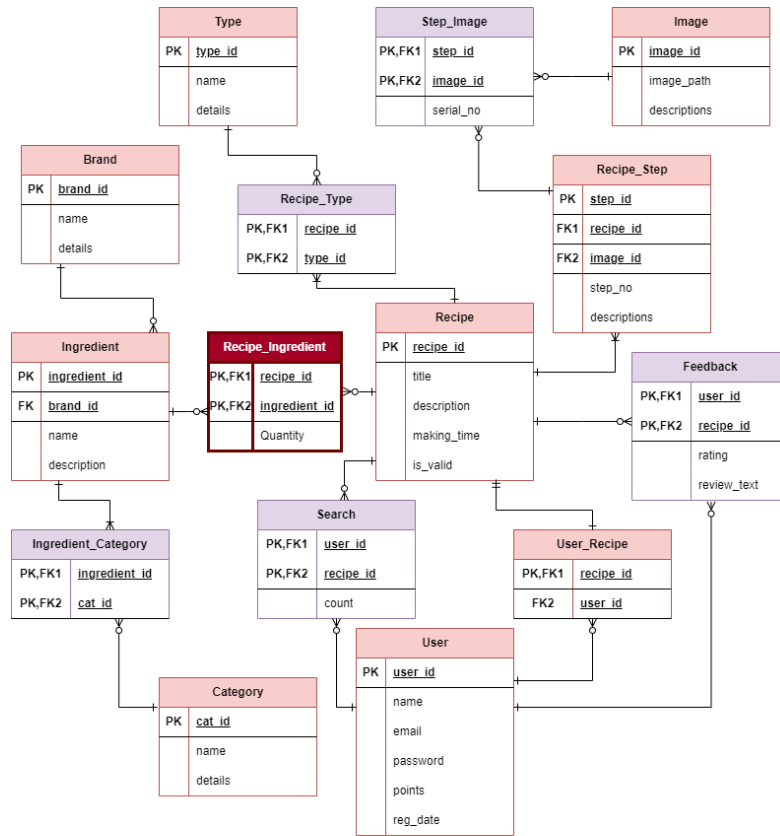 Type
PK type_id
name
details
Step_Image
PK,FK1 step_id
PK,FK2 image_id
serial_no
Image
PK image_id
image_path
descriptions
Brand
PK brand_id
name
details
Recipe_Type
PK,FK1 recipe_id
PK,FK2 type_id
Recipe_Step
PK step_id
FK1 recipe_id
FK2 image_id
step_no
descriptions
Ingredient
PK ingredient_id
FK brand_id
name
description
Recipe_Ingredient
PK,FK1 recipe_id
PK,FK2 ingredient_id
Quantity
Recipe
PK recipe_id
title
description
making_time
is_valid
Feedback
PK,FK1 user_id
PK,FK2 recipe_id
rating
review_text
Ingredient_Category
PK,FK1 ingredient_id
PK,FK2 cat_id
Search
PK,FK1 user_id
PK,FK2 recipe_id
count
User_Recipe
PK,FK1 recipe_id
FK2 user_id
Category
PK cat_id
name
details
User
PK user_id
name
email
password
points
reg_date